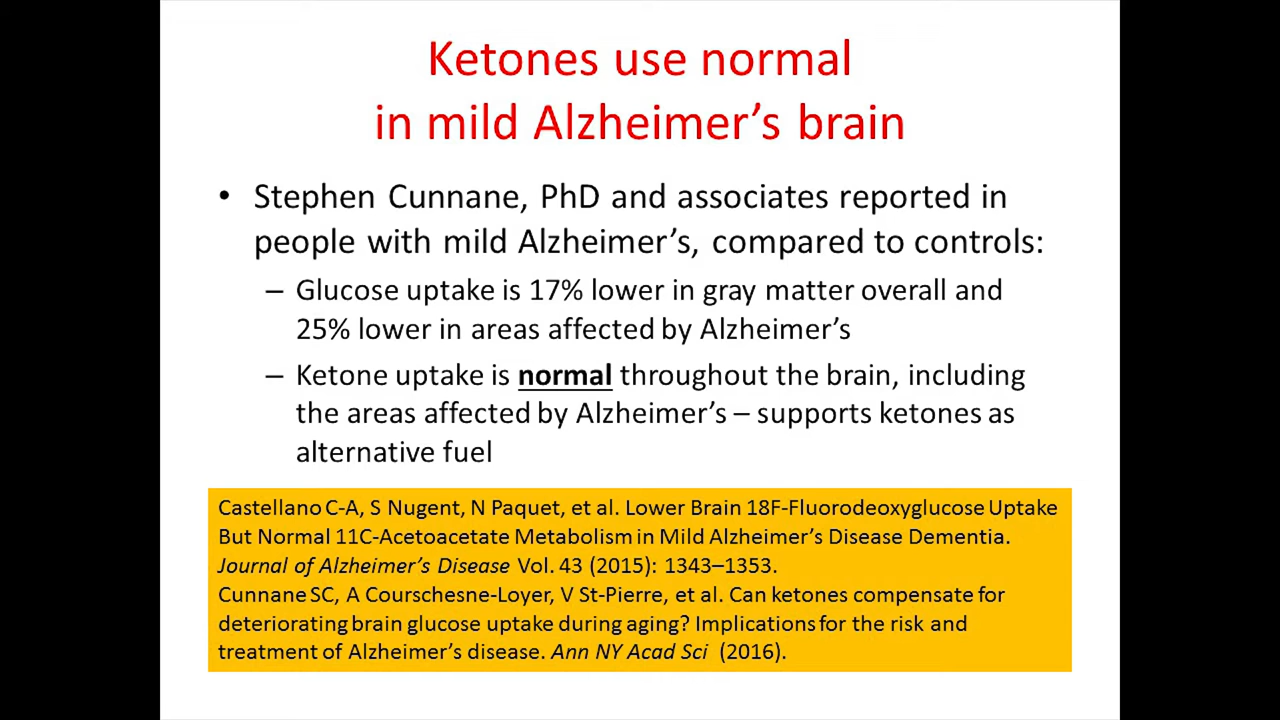 Ketones use normal
in mild Alzheimer’s brain
• Stephen Cunnane, PhD and associates reported in
people with mild Alzheimer’s, compared to controls:
– Glucose uptake is 17% lower in gray matter overall and
25% lower in areas affected by Alzheimer’s
– Ketone uptake is normal throughout the brain, including
the areas affected by Alzheimer’s – supports ketones as
alternative fuel
Castellano C-A, S Nugent, N Paquet, et al. Lower Brain 18F-Fluorodeoxyglucose Uptake
But Normal 11C-Acetoacetate Metabolism in Mild Alzheimer’s Disease Dementia.
Journal of Alzheimer’s Disease Vol. 43 (2015): 1343–1353.
Cunnane SC, A Courschesne-Loyer, V St-Pierre, et al. Can ketones compensate for
deteriorating brain glucose uptake during aging? Implications for the risk and
treatment of Alzheimer’s disease. Ann NY Acad Sci (2016).